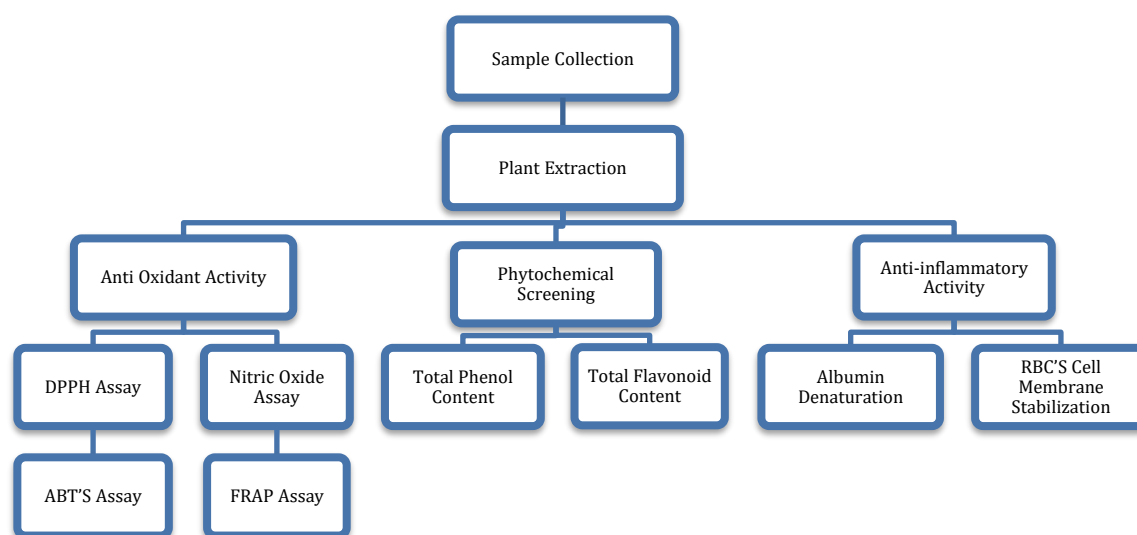 Sample Collection
Plant Extraction
Anti Oxidant Activity
Phytochemical
Screening
Anti-inflammatory
Activity
DPPH Assay
Nitric Oxide
Assay
Total Phenol
Content
Total Flavonoid
Content
Albumin
Denaturation
RBC’S Cell
Membrane
Stabilization
ABT’S Assay
FRAP Assay